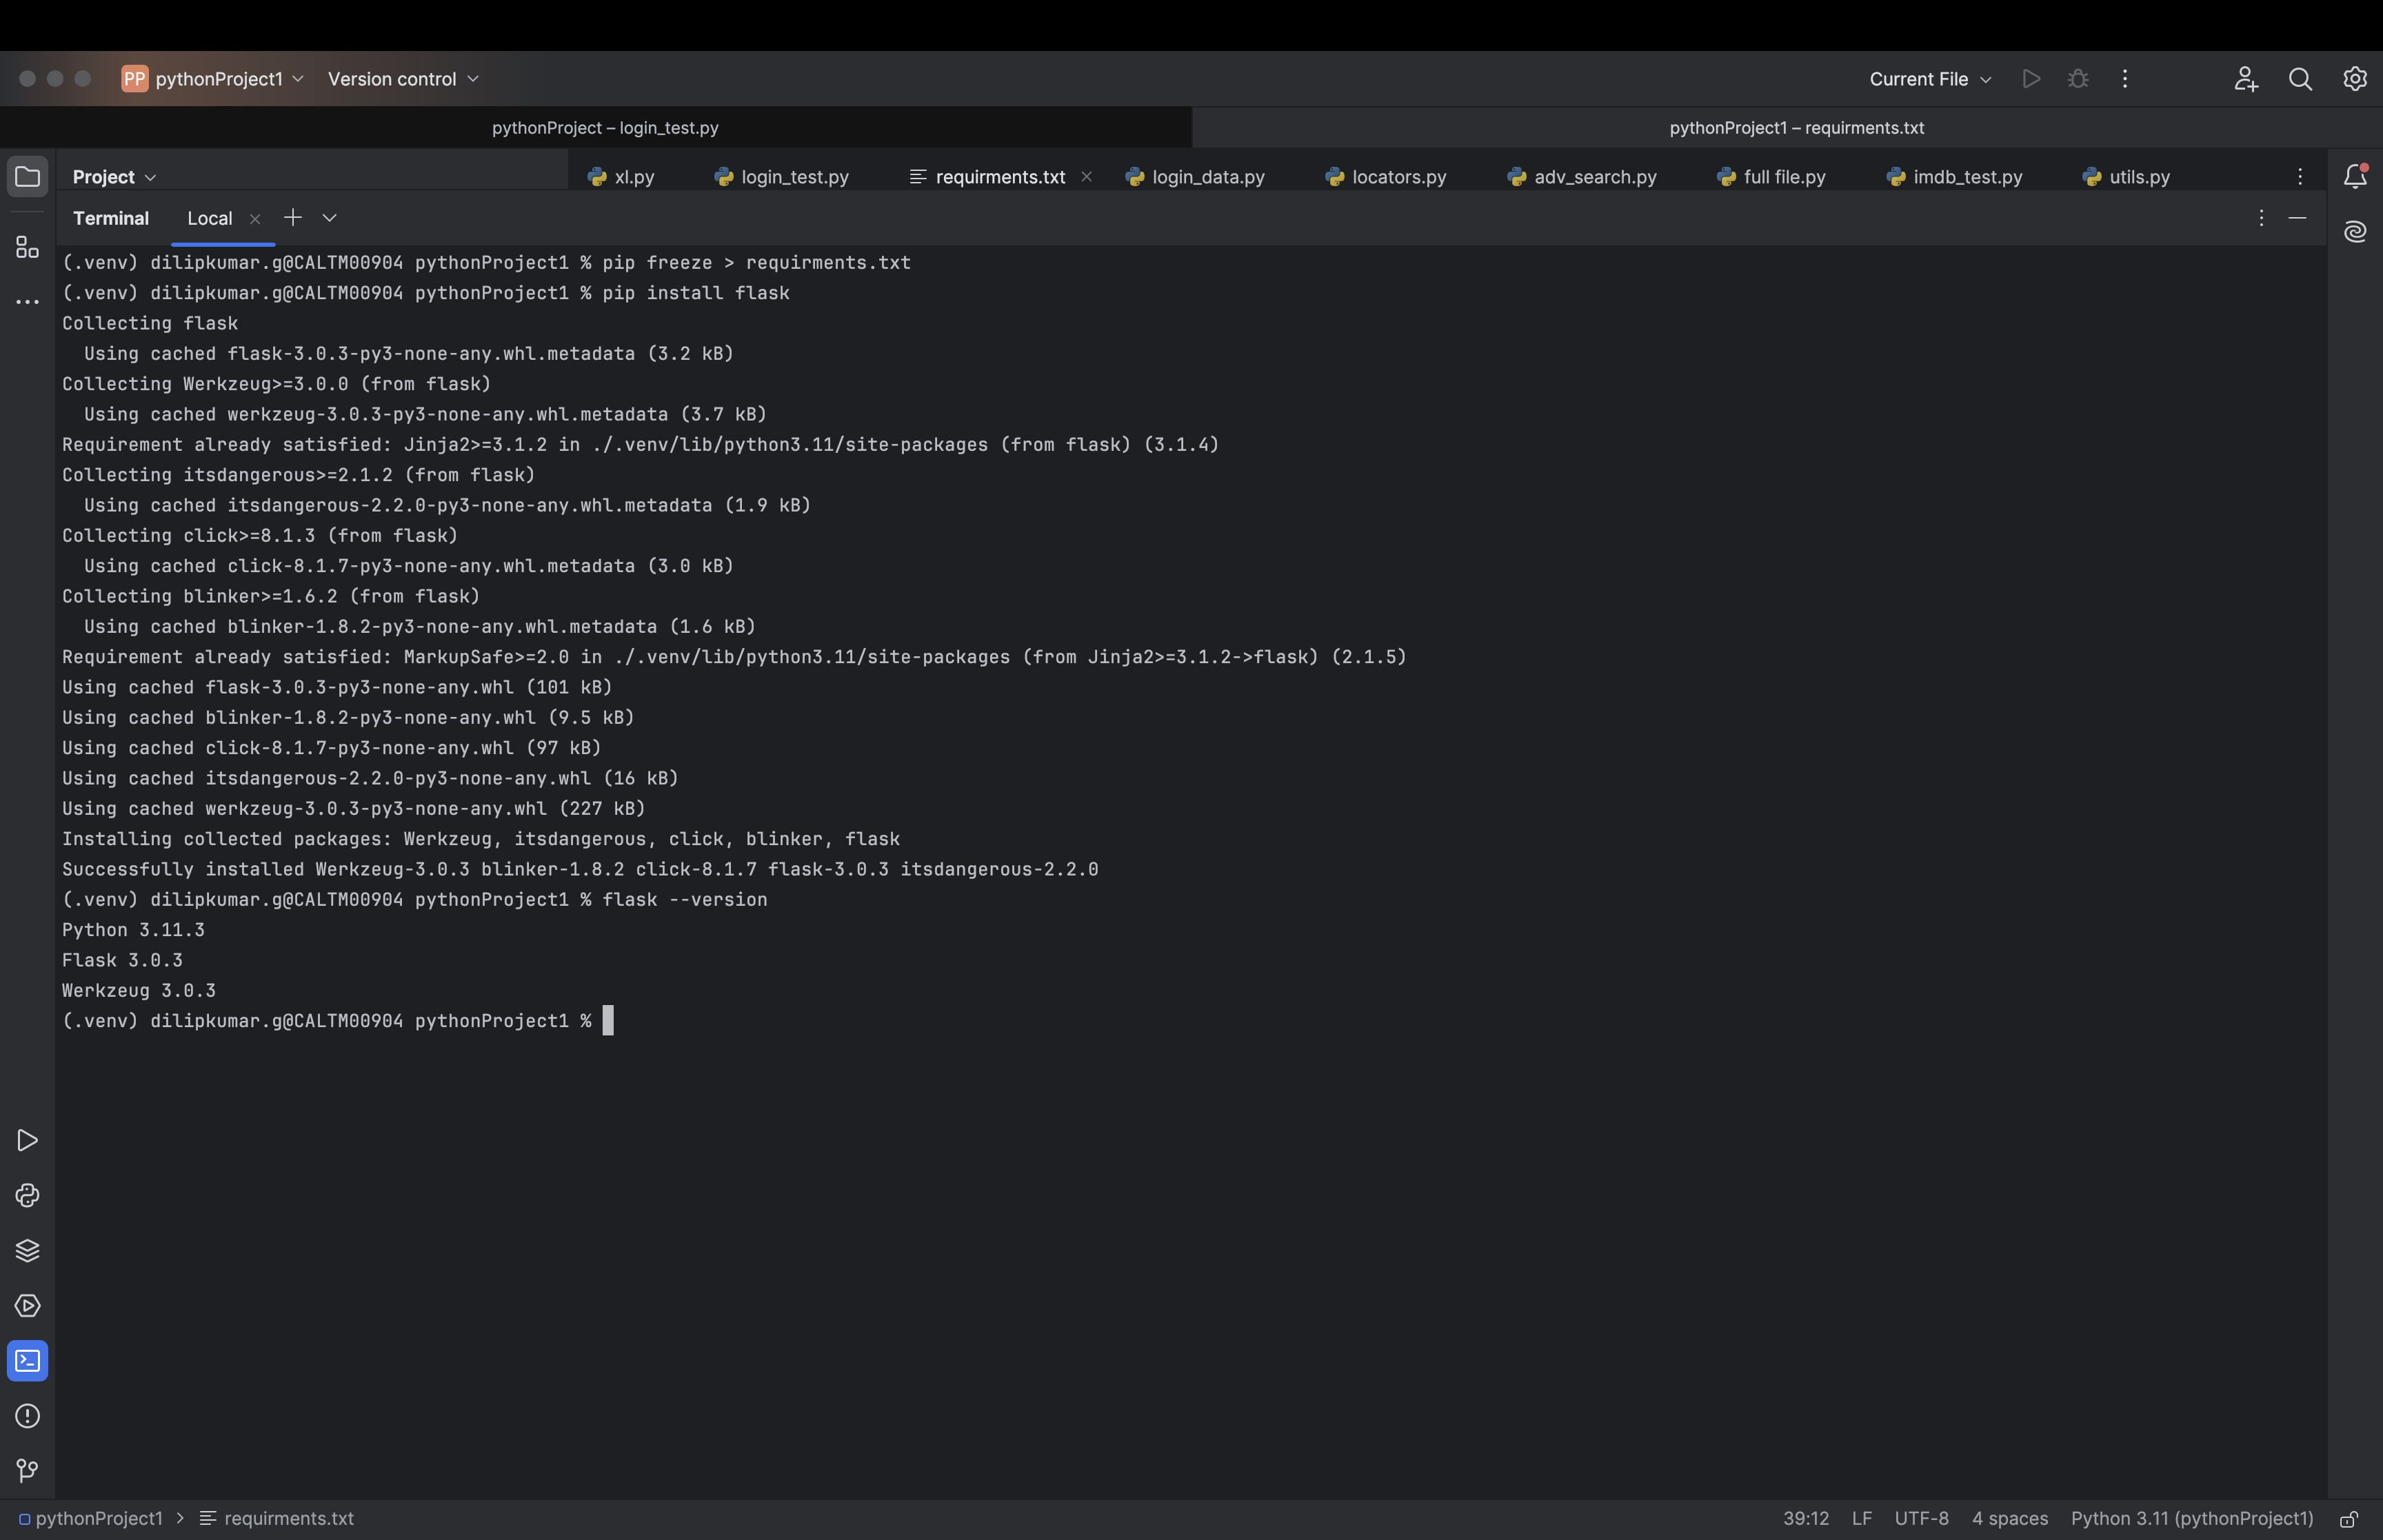 PP pythonProject1 Version control Current File
pythonProject – login_test.py pythonProject1 – requirments.txt
Project xl.py login_test.py requirments.txt login_data.py locators.py adv_search.py full file.py imdb_test.py utils.py
Terminal Local
(.venv) dilipkumar.g@CALTM00904 pythonProject1 % pip freeze > requirments.txt
(.venv) dilipkumar.g@CALTM00904 pythonProject1 % pip install flask
Collecting flask
  Using cached flask-3.0.3-py3-none-any.whl.metadata (3.2 kB)
Collecting Werkzeug>=3.0.0 (from flask)
  Using cached werkzeug-3.0.3-py3-none-any.whl.metadata (3.7 kB)
Requirement already satisfied: Jinja2>=3.1.2 in ./.venv/lib/python3.11/site-packages (from flask) (3.1.4)
Collecting itsdangerous>=2.1.2 (from flask)
  Using cached itsdangerous-2.2.0-py3-none-any.whl.metadata (1.9 kB)
Collecting click>=8.1.3 (from flask)
  Using cached click-8.1.7-py3-none-any.whl.metadata (3.0 kB)
Collecting blinker>=1.6.2 (from flask)
  Using cached blinker-1.8.2-py3-none-any.whl.metadata (1.6 kB)
Requirement already satisfied: MarkupSafe>=2.0 in ./.venv/lib/python3.11/site-packages (from Jinja2>=3.1.2->flask) (2.1.5)
Using cached flask-3.0.3-py3-none-any.whl (101 kB)
Using cached blinker-1.8.2-py3-none-any.whl (9.5 kB)
Using cached click-8.1.7-py3-none-any.whl (97 kB)
Using cached itsdangerous-2.2.0-py3-none-any.whl (16 kB)
Using cached werkzeug-3.0.3-py3-none-any.whl (227 kB)
Installing collected packages: Werkzeug, itsdangerous, click, blinker, flask
Successfully installed Werkzeug-3.0.3 blinker-1.8.2 click-8.1.7 flask-3.0.3 itsdangerous-2.2.0
(.venv) dilipkumar.g@CALTM00904 pythonProject1 % flask --version
Python 3.11.3
Flask 3.0.3
Werkzeug 3.0.3
(.venv) dilipkumar.g@CALTM00904 pythonProject1 %
pythonProject1 > requirments.txt 39:12 LF UTF-8 4 spaces Python 3.11 (pythonProject1)